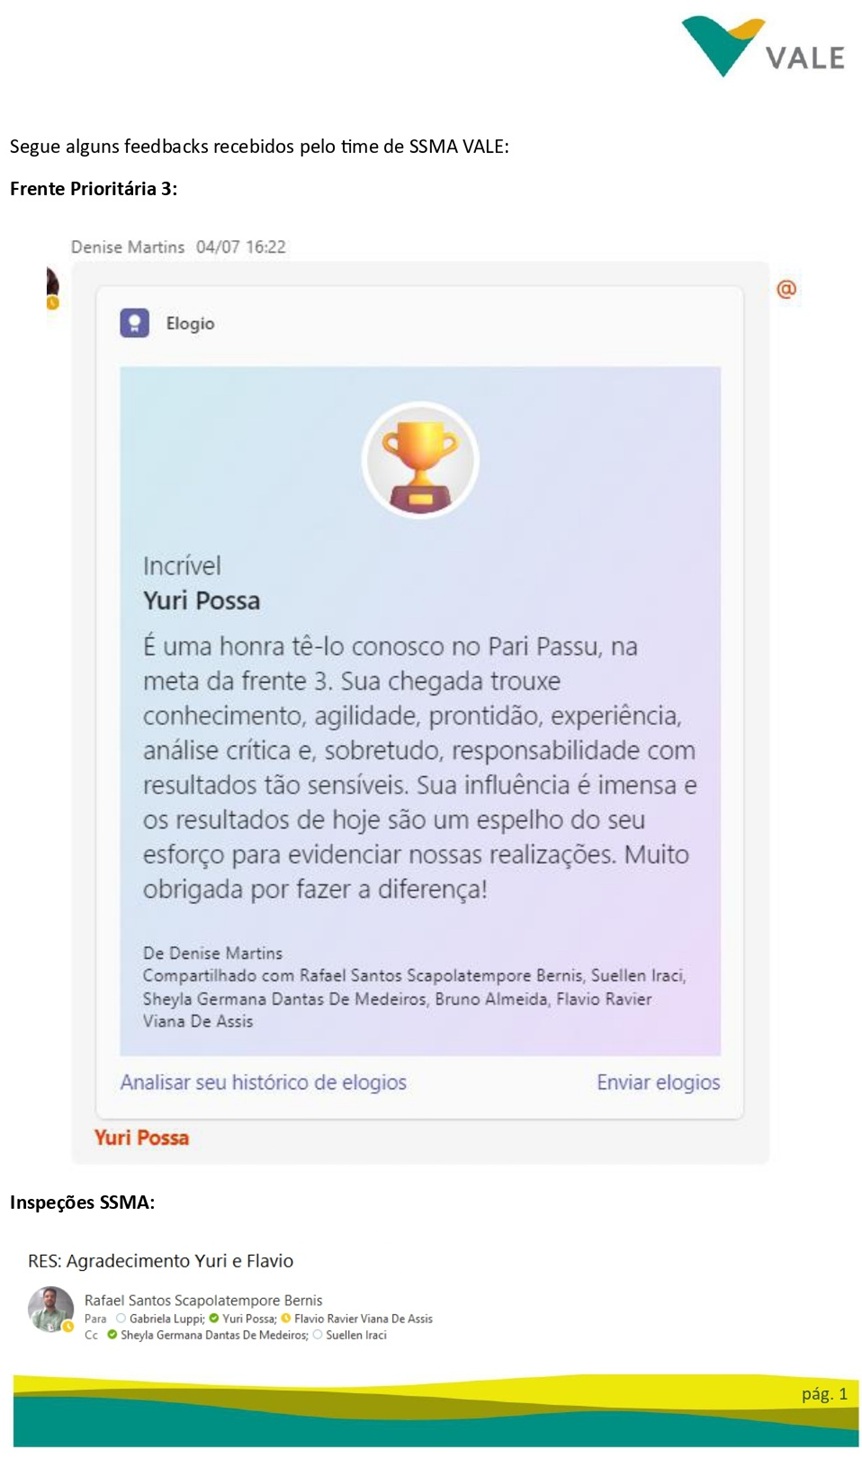 VALE
Segue alguns feedbacks recebidos pelo time de SSMA VALE:
Frente Prioritária 3:
Denise Martins 04/07 16:22
@
Elogio
Incrível
Yuri Possa
É uma honra tê-lo conosco no Pari Passu, na
meta da frente 3. Sua chegada trouxe
conhecimento, agilidade, prontidão, experiência,
análise crítica e, sobretudo, responsabilidade com
resultados tão sensíveis. Sua influência é imensa e
os resultados de hoje são um espelho do seu
esforço para evidenciar nossas realizações. Muito
obrigada por fazer a diferença!
De Denise Martins
Compartilhado com Rafael Santos Scapolatempore Bernis, Suellen Iraci,
Sheyla Germana Dantas De Medeiros, Bruno Almeida, Flavio Ravier
Viana De Assis
Analisar seu histórico de elogios Enviar elogios
Yuri Possa
Inspeções SSMA:
RES: Agradecimento Yuri e Flavio
Rafael Santos Scapolatempore Bernis
Para Gabriela Luppi; Yuri Possa; Flavio Ravier Viana De Assis
Cc Sheyla Germana Dantas De Medeiros; Suellen Iraci
pág. 1